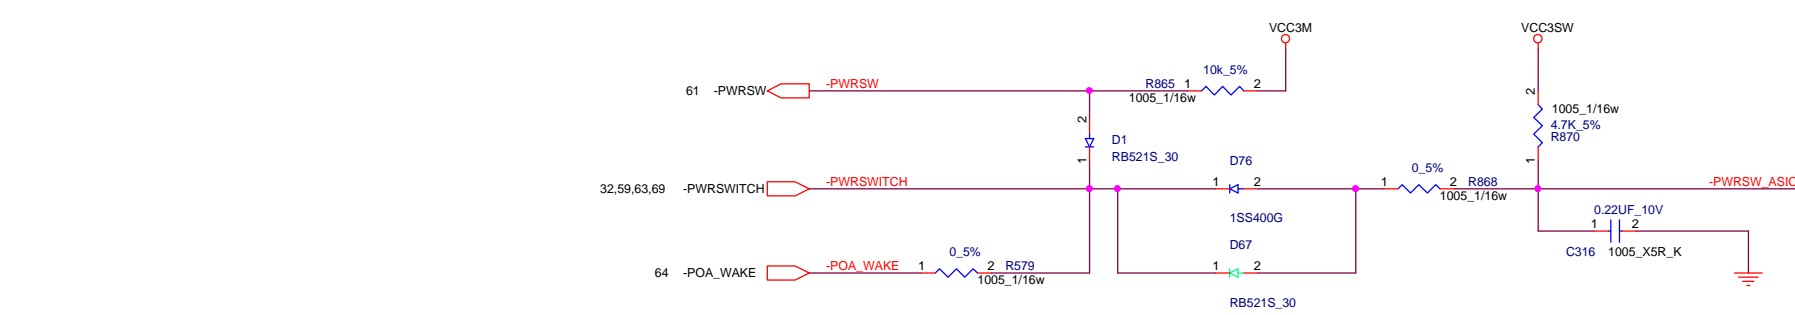 VCC3M
VCC3SW
61 -PWRSW
-PWRSW
R865 1 10k_5% 2
1005_1/16w
2
D1
RB521S_30
1
2
1005_1/16w
4.7K_5%
R870
1
32,59,63,69 -PWRSWITCH
-PWRSWITCH
D76
1 2
1SS400G
0_5%
1 2 R868
1005_1/16w
-PWRSW_ASIC
0.22UF_10V
1 2
C316 1005_X5R_K
64 -POA_WAKE
-POA_WAKE
0_5%
1 2 R579
1005_1/16w
D67
1 2
RB521S_30